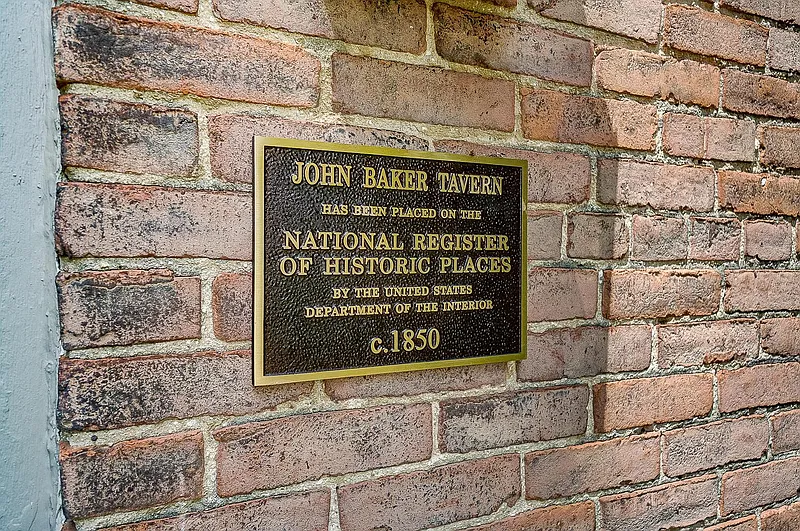 JOHN BAKER TAVERN
HAS BEEN PLACED ON THE
NATIONAL REGISTER
OF HISTORIC PLACES
BY THE UNITED STATES
DEPARTMENT OF THE INTERIOR
c.1850